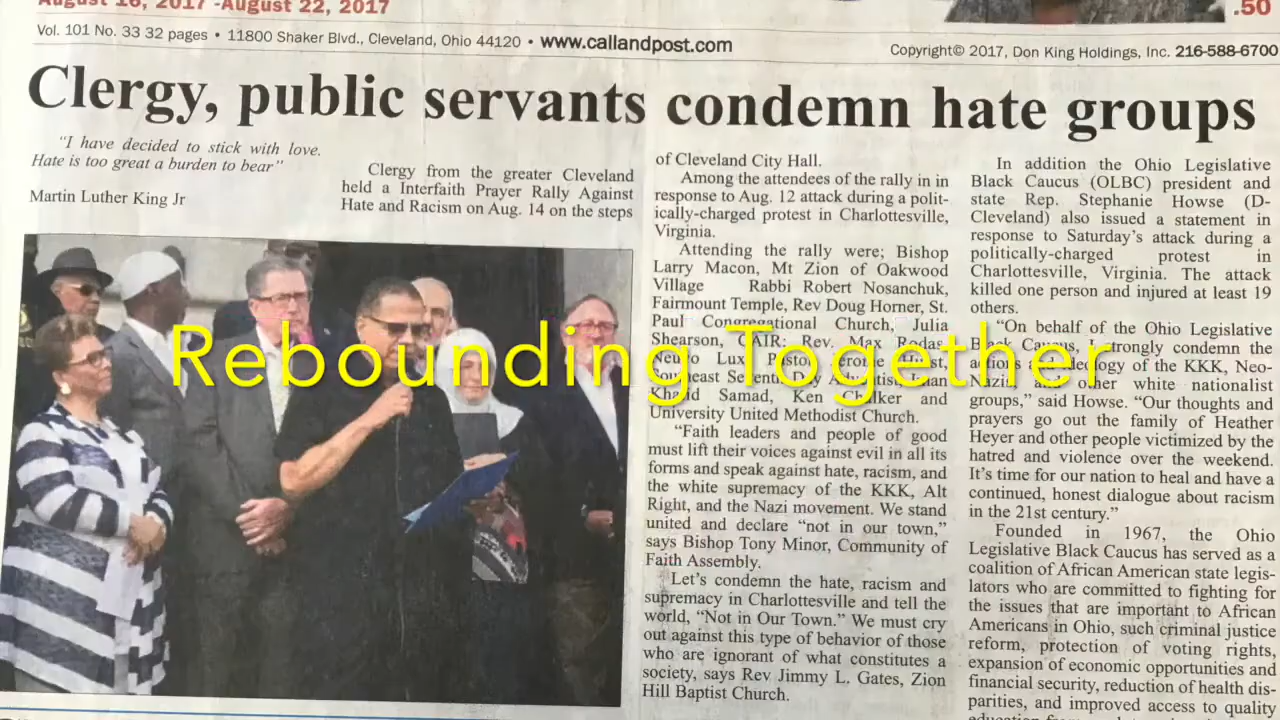 August 16, 2017 -August 22, 2017
.50
Vol. 101 No. 33 32 pages • 11800 Shaker Blvd., Cleveland, Ohio 44120 • www.callandpost.com
Copyright© 2017, Don King Holdings, Inc. 216-588-6700
Clergy, public servants condemn hate groups
"I have decided to stick with love.
Hate is too great a burden to bear"
Martin Luther King Jr
Clergy from the greater Cleveland
held a Interfaith Prayer Rally Against
Hate and Racism on Aug. 14 on the steps
of Cleveland City Hall.
Among the attendees of the rally in in
response to Aug. 12 attack during a polit-
ically-charged protest in Charlottesville,
Virginia.
Attending the rally were; Bishop
Larry Macon, Mt Zion of Oakwood
Village Rabbi Robert Nosanchuk,
Fairmount Temple, Rev Doug Horner, St.
Paul Congregational Church, Julia
Shearson, CAIR: Rev. Max Rodas
Lux
Samad, Ken and
University United Methodist Church.
"Faith leaders and people of good
must lift their voices against evil in all its
forms and speak against hate, racism, and
the white supremacy of the KKK, Alt
Right, and the Nazi movement. We stand
united and declare "not in our town,"
says Bishop Tony Minor, Community of
Faith Assembly.
Let's condemn the hate, racism and
supremacy in Charlottesville and tell the
world, "Not in Our Town." We must cry
out against this type of behavior of those
who are ignorant of what constitutes a
society, says Rev Jimmy L. Gates, Zion
Hill Baptist Church.
In addition the Ohio Legislative
Black Caucus (OLBC) president and
state Rep. Stephanie Howse (D-
Cleveland) also issued a statement in
response to Saturday's attack during a
politically-charged protest in
Charlottesville, Virginia. The attack
killed one person and injured at least 19
others.
"On behalf of the Ohio Legislative
Black Caucus, I strongly condemn the
of the KKK, Neo-
other white nationalist
groups," said Howse. "Our thoughts and
prayers go out the family of Heather
Heyer and other people victimized by the
hatred and violence over the weekend.
It's time for our nation to heal and have a
continued, honest dialogue about racism
in the 21st century."
Founded in 1967, the Ohio
Legislative Black Caucus has served as a
coalition of African American state legis-
lators who are committed to fighting for
the issues that are important to African
Americans in Ohio, such criminal justice
reform, protection of voting rights,
expansion of economic opportunities and
financial security, reduction of health dis-
parities, and improved access to quality
Rebounding Together